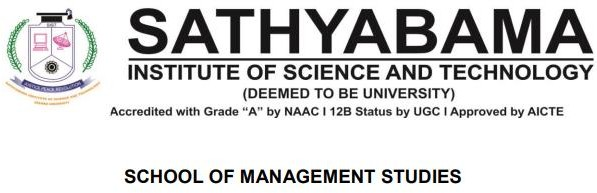 SATHYABAMA
INSTITUTE OF SCIENCE AND TECHNOLOGY
(DEEMED TO BE UNIVERSITY)
Accredited with Grade “A” by NAAC I 12B Status by UGC I Approved by AICTE
SCHOOL OF MANAGEMENT STUDIES